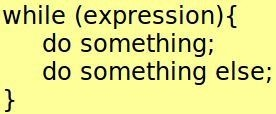 while (expression){
do something;
do something else;
}